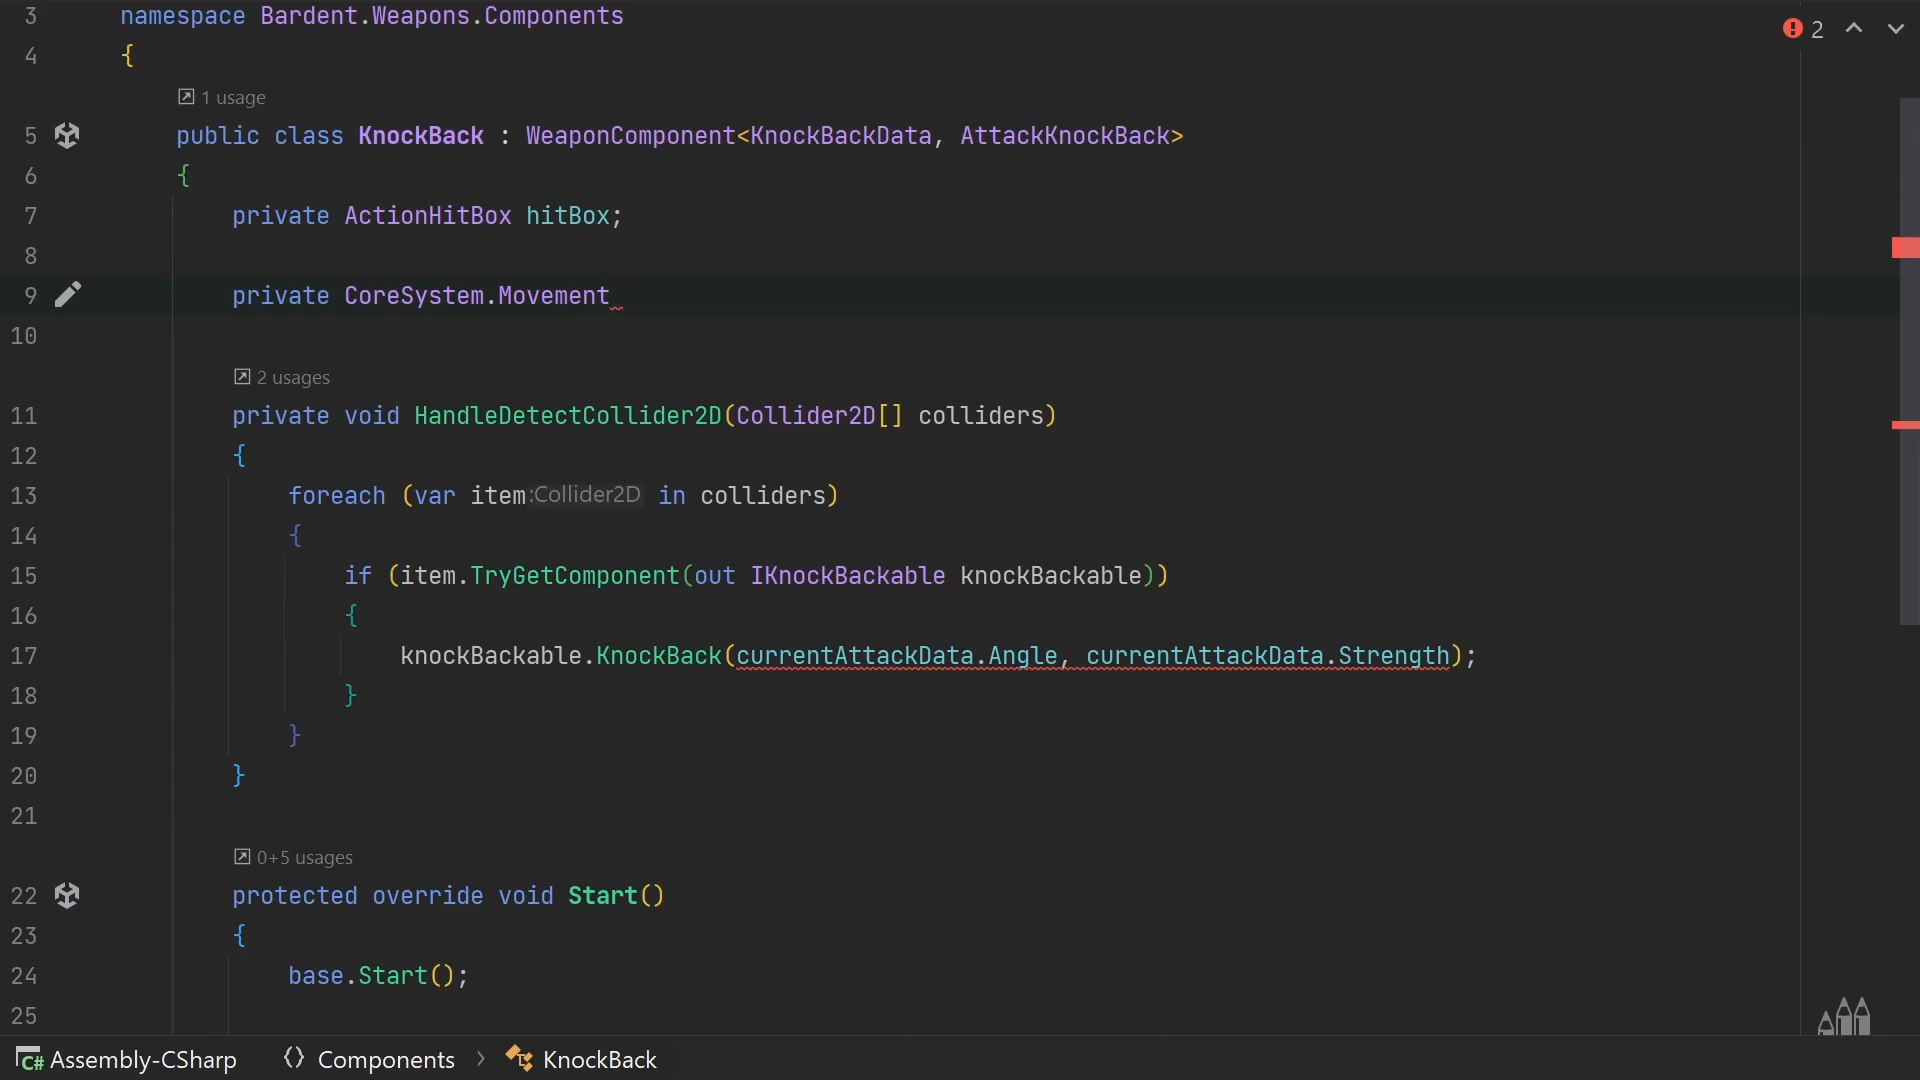 3 namespace Bardent.Weapons.Components
2
4 {
1 usage
5 public class KnockBack : WeaponComponent<KnockBackData, AttackKnockBack>
6 {
7 private ActionHitBox hitBox;
8
9 private CoreSystem.Movement
10
2 usages
11 private void HandleDetectCollider2D(Collider2D[] colliders)
12 {
13 foreach (var item:Collider2D in colliders)
14 {
15 if (item.TryGetComponent(out IKnockBackable knockBackable))
16 {
17 knockBackable.KnockBack(currentAttackData.Angle, currentAttackData.Strength);
18 }
19 }
20 }
21
0+5 usages
22 protected override void Start()
23 {
24 base.Start();
25
C# Assembly-CSharp {} Components > KnockBack